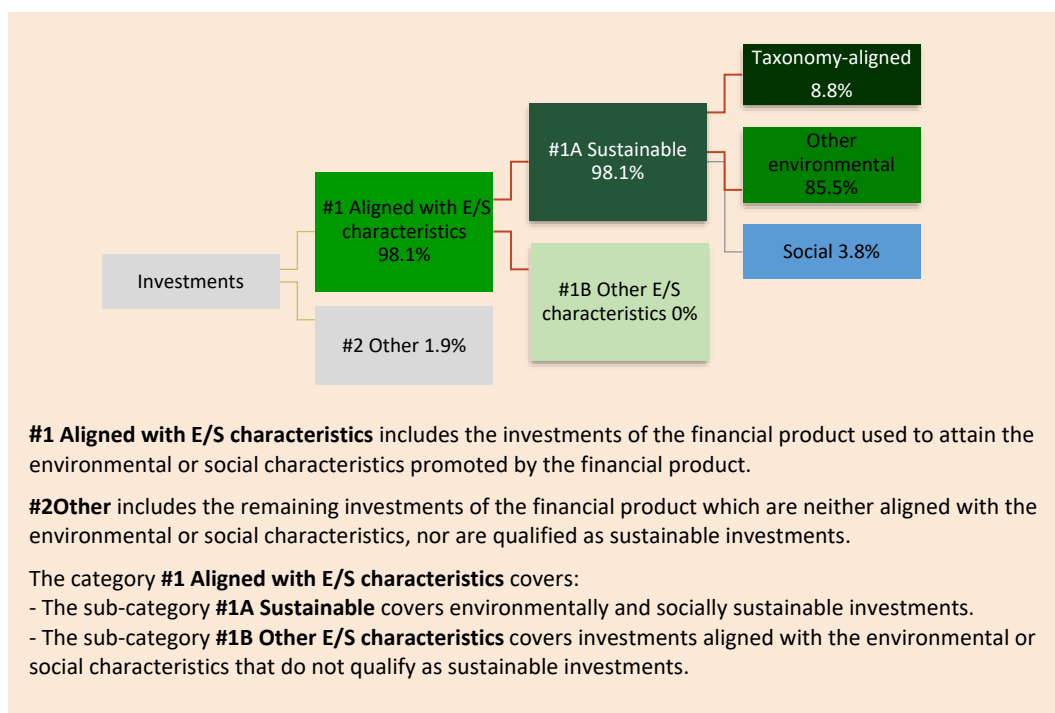 Taxonomy-aligned
8.8%
#1A Sustainable
98.1%
Other
environmental
85.5%
#1 Aligned with E/S
characteristics
98.1%
Social 3.8%
Investments
#1B Other E/S
characteristics 0%
#2 Other 1.9%
#1 Aligned with E/S characteristics includes the investments of the financial product used to attain the
environmental or social characteristics promoted by the financial product.
#2Other includes the remaining investments of the financial product which are neither aligned with the
environmental or social characteristics, nor are qualified as sustainable investments.
The category #1 Aligned with E/S characteristics covers:
- The sub-category #1A Sustainable covers environmentally and socially sustainable investments.
- The sub-category #1B Other E/S characteristics covers investments aligned with the environmental or
social characteristics that do not qualify as sustainable investments.